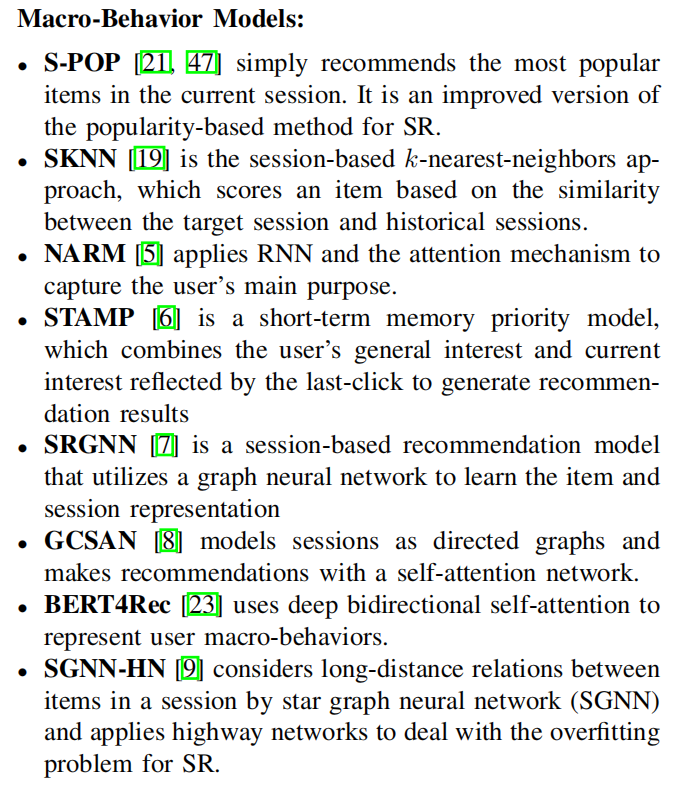 Macro-Behavior Models:
• S-POP [21, 47] simply recommends the most popular
items in the current session. It is an improved version of
the popularity-based method for SR.
• SKNN [19] is the session-based k-nearest-neighbors ap-
proach, which scores an item based on the similarity
between the target session and historical sessions.
• NARM [5] applies RNN and the attention mechanism to
capture the user's main purpose.
• STAMP [6] is a short-term memory priority model,
which combines the user's general interest and current
interest reflected by the last-click to generate recommen-
dation results
• SRGNN [7] is a session-based recommendation model
that utilizes a graph neural network to learn the item and
session representation
• GCSAN [8] models sessions as directed graphs and
makes recommendations with a self-attention network.
• BERT4Rec [23] uses deep bidirectional self-attention to
represent user macro-behaviors.
• SGNN-HN [9] considers long-distance relations between
items in a session by star graph neural network (SGNN)
and applies highway networks to deal with the overfitting
problem for SR.